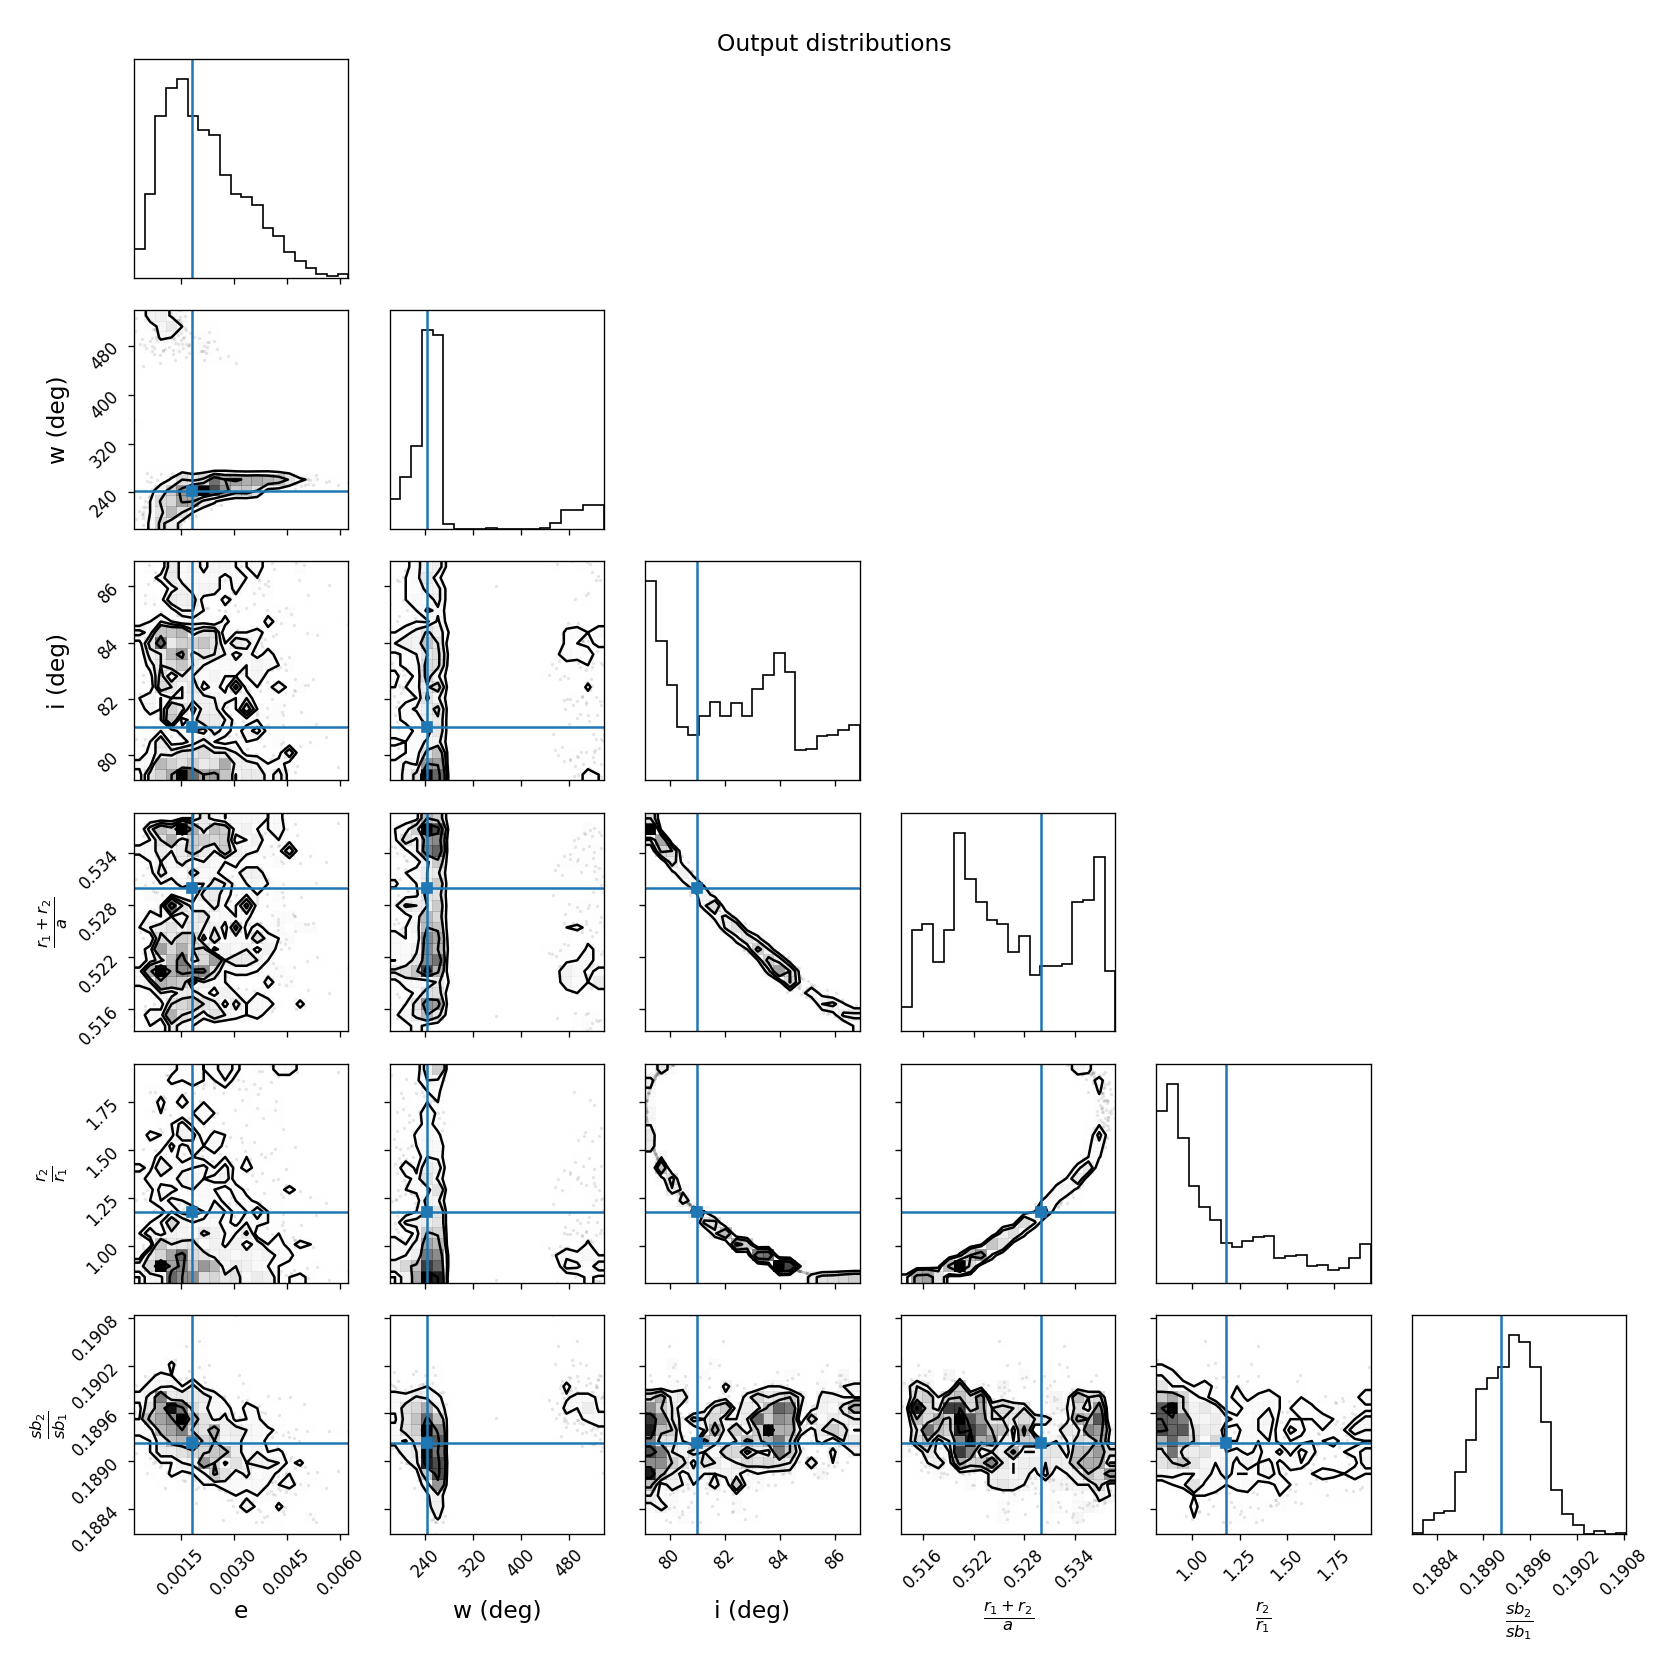 Output distributions
480
400
320
240
w (deg)
86
84
82
80
i (deg)
0.534
0.528
0.522
0.516
r₁ + r₂
a
1.75
1.50
1.25
1.00
r₂
r₁
0.1908
0.1902
0.1896
0.1890
0.1884
sb₂
sb₁
0.0015 0.0030 0.0045 0.0060 240 320 400 480 80 82 84 86 0.516 0.522 0.528 0.534 1.00 1.25 1.50 1.75 0.1884 0.1890 0.1896 0.1902 0.1908
e w (deg) i (deg) r₁ + r₂ r₂ sb₂
a r₁ sb₁